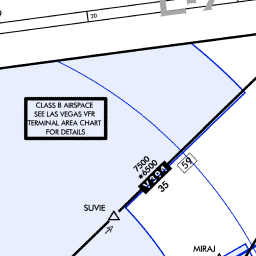 20
CLASS B AIRSPACE
SEE LAS VEGAS VFR
TERMINAL AREA CHART
FOR DETAILS
7500
*6500
V394
59
35
SUVIE
MIRAJ